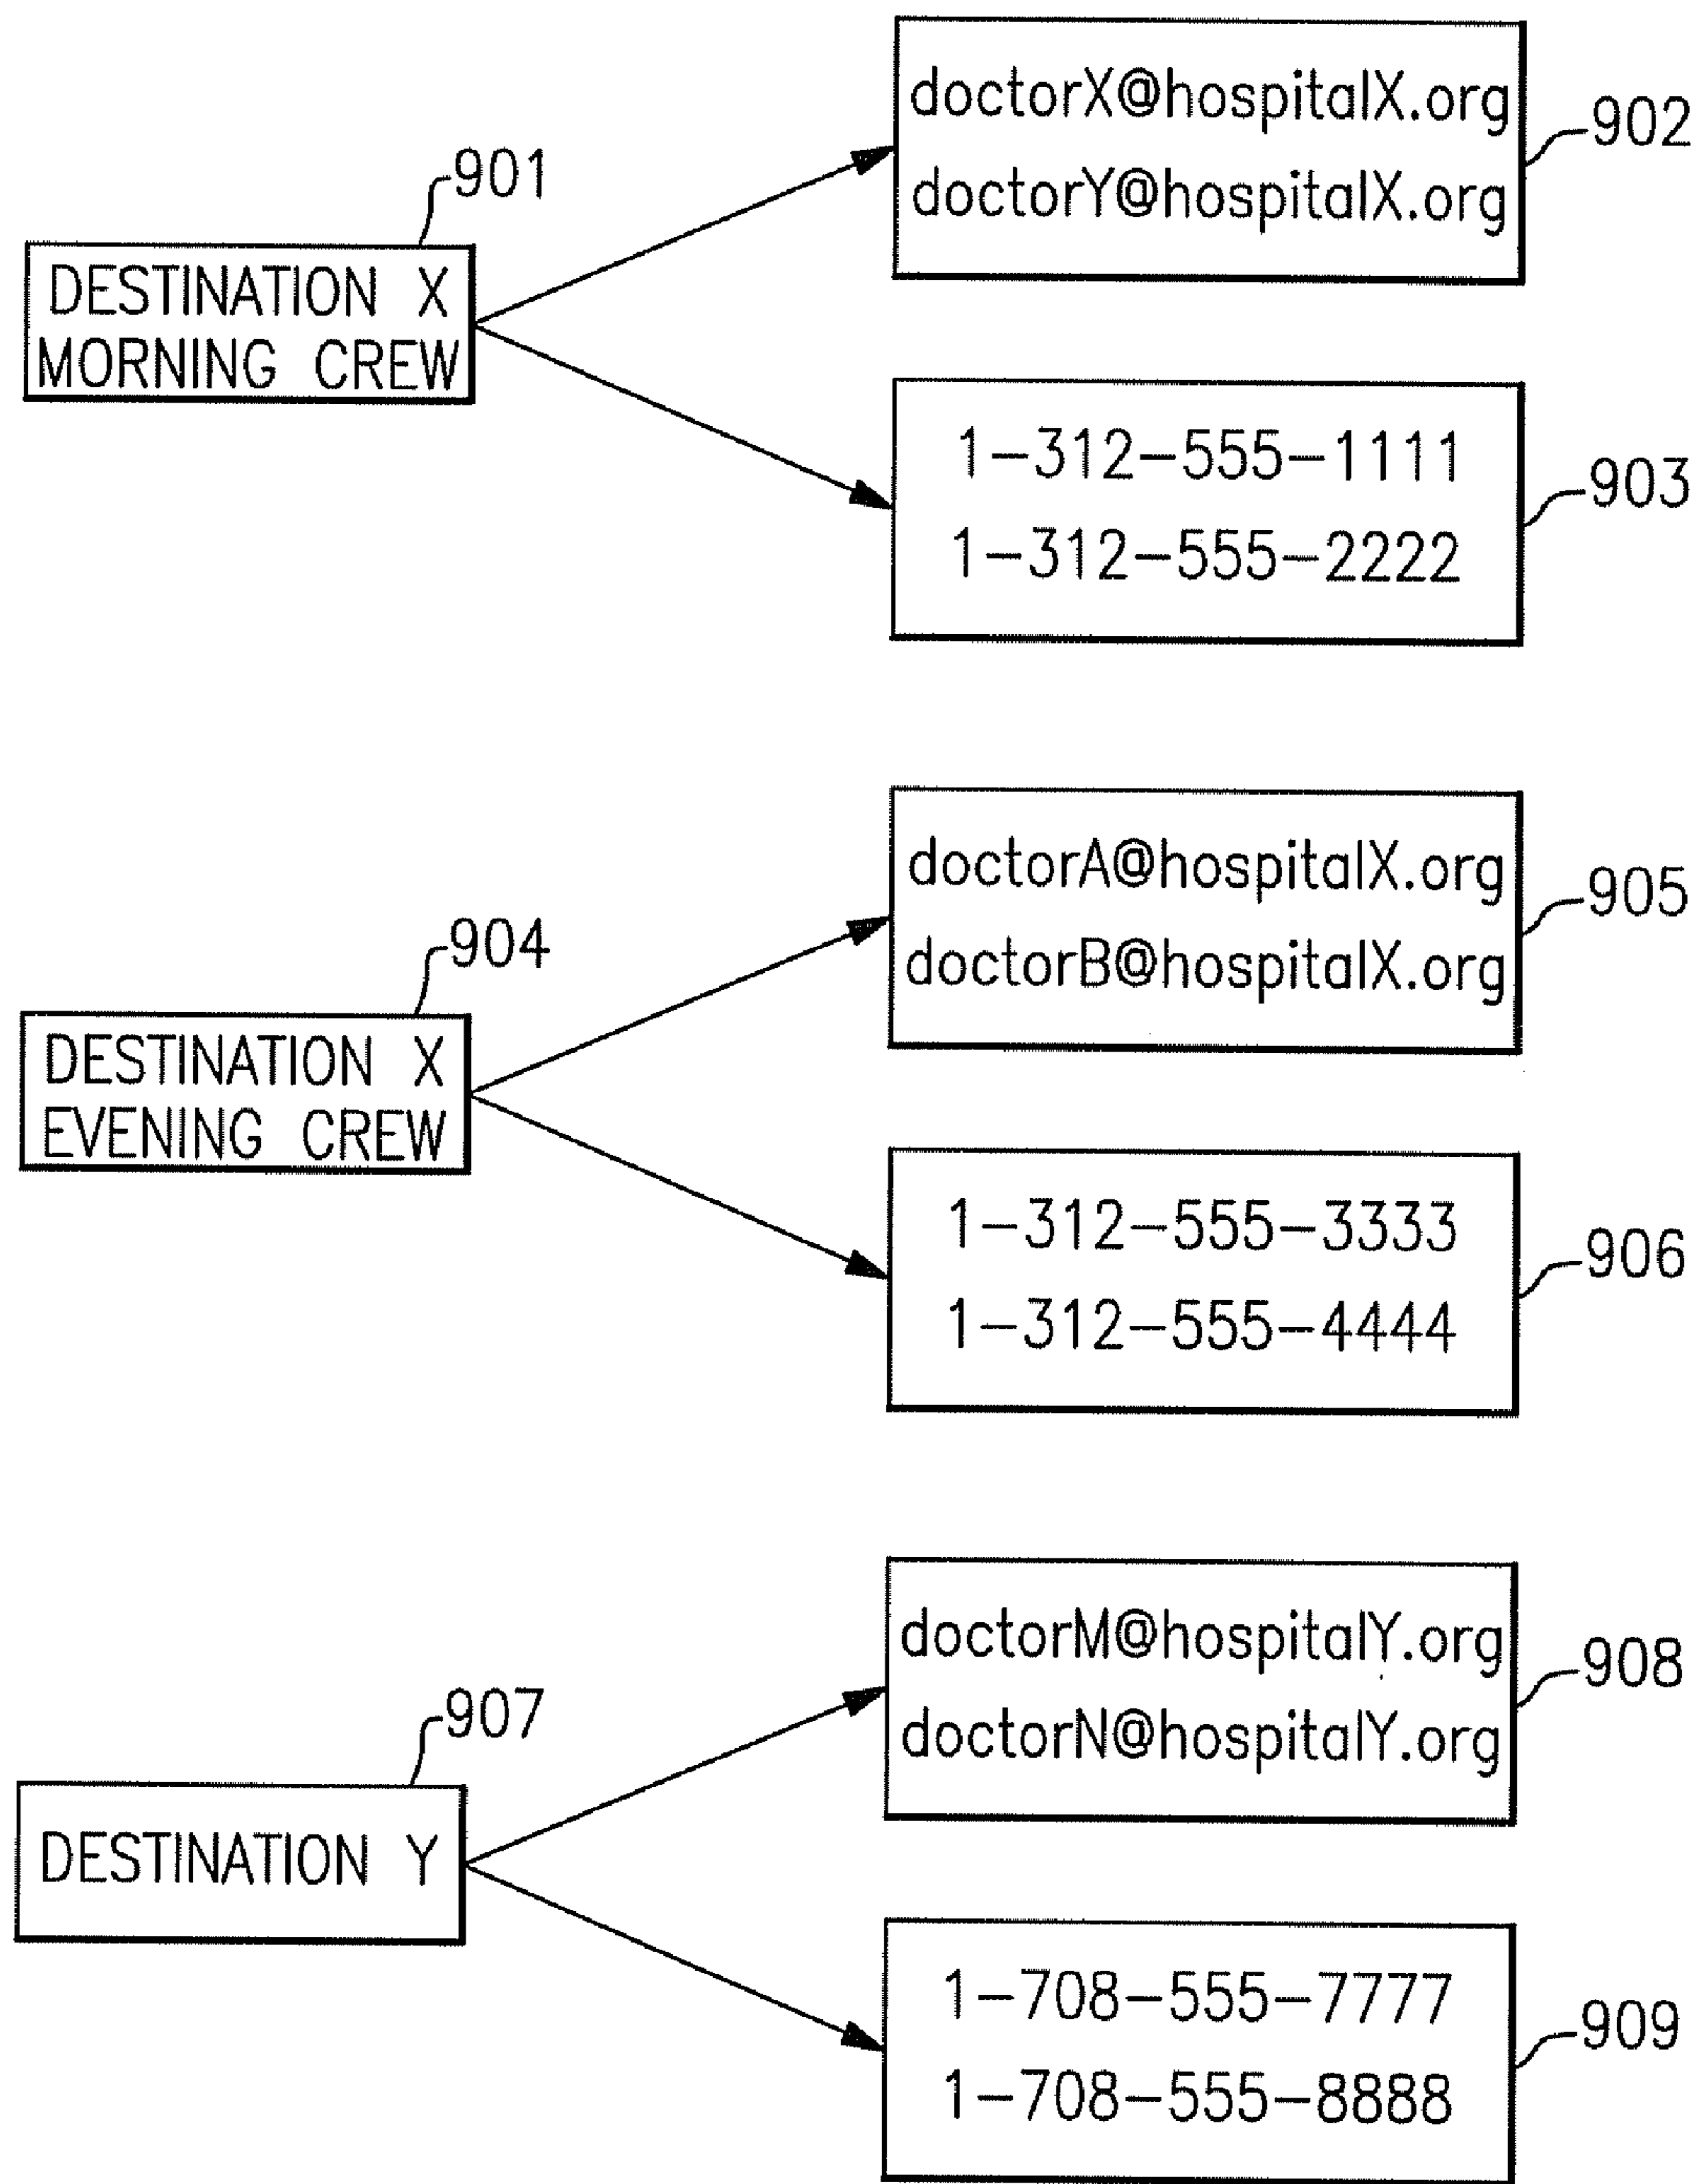 901
DESTINATION X
MORNING CREW
doctorX@hospitalX.org
doctorY@hospitalX.org
902
1-312-555-1111
1-312-555-2222
903
904
DESTINATION X
EVENING CREW
doctorA@hospitalX.org
doctorB@hospitalX.org
905
1-312-555-3333
1-312-555-4444
906
907
DESTINATION Y
doctorM@hospitalY.org
doctorN@hospitalY.org
908
1-708-555-7777
1-708-555-8888
909